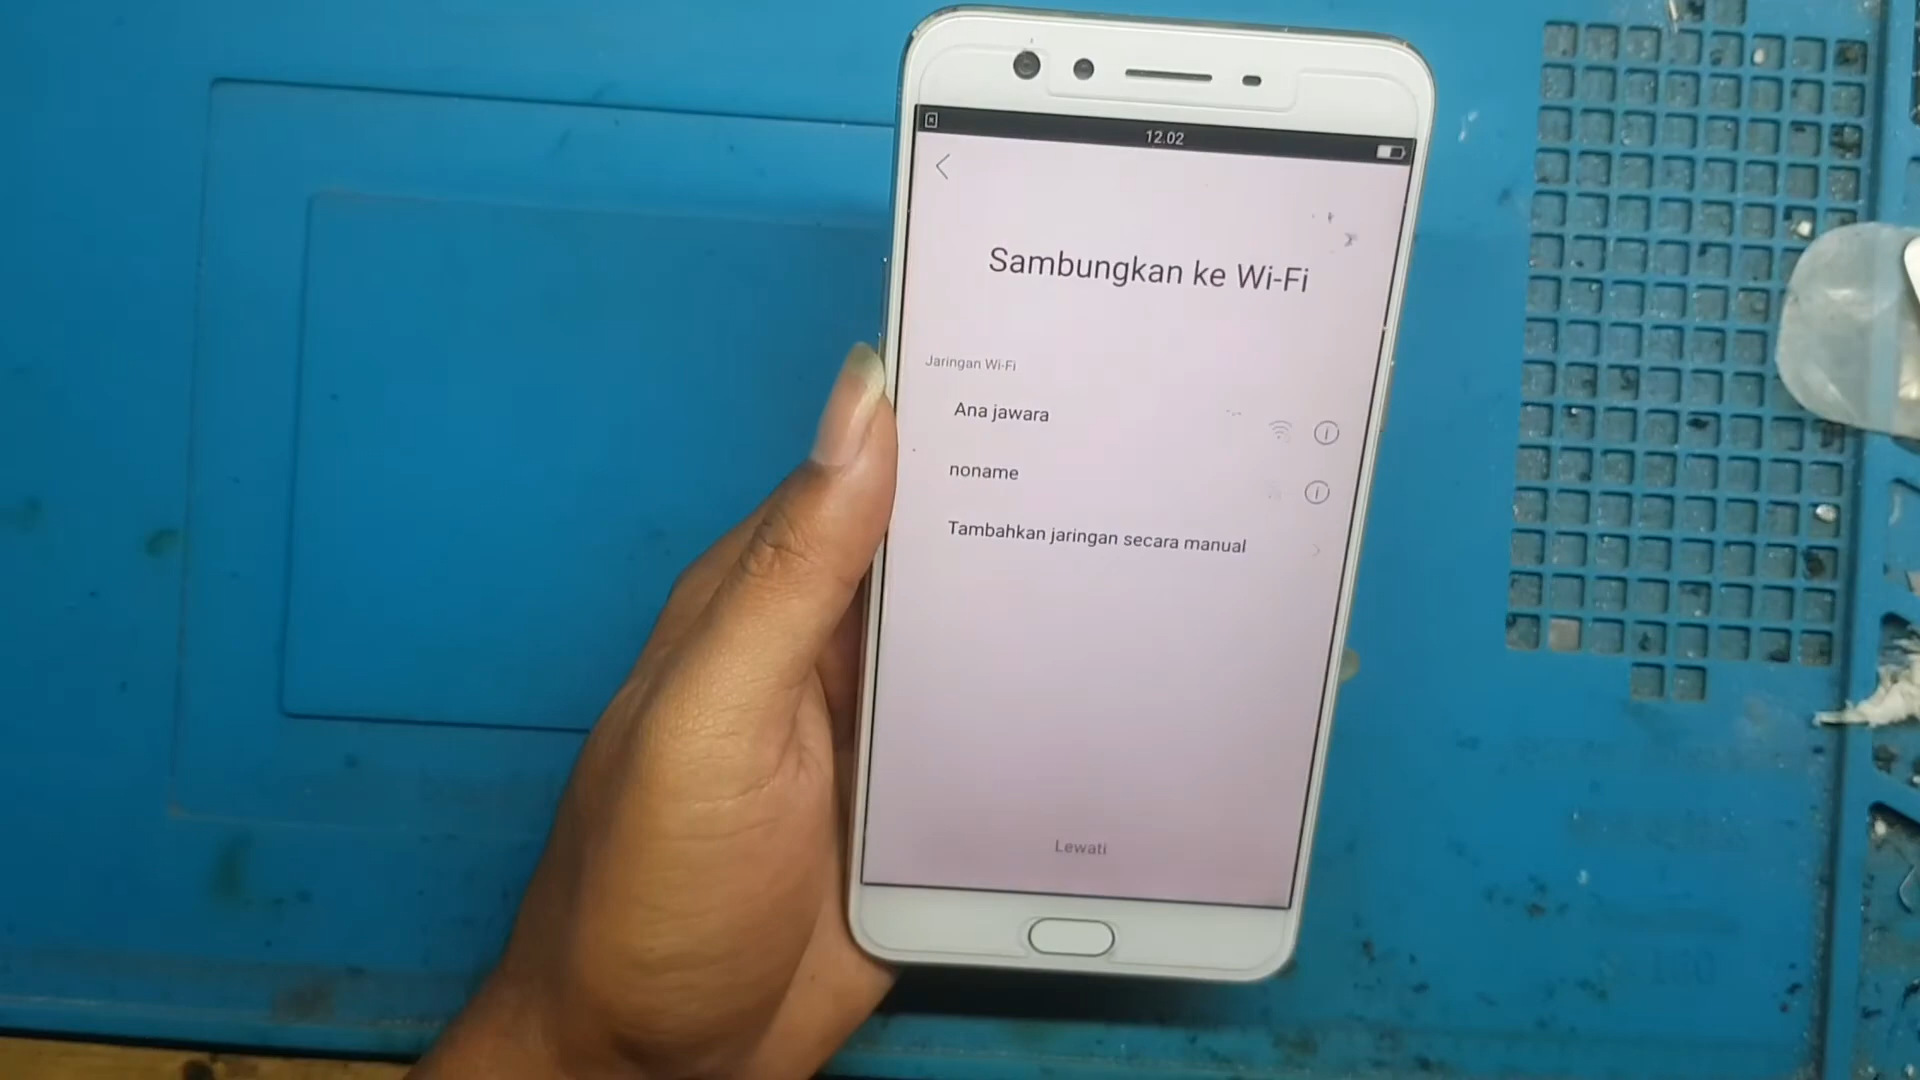 12.02
Sambungkan ke Wi-Fi
Jaringan Wi-Fi
Ana jawara
noname
Tambahkan jaringan secara manual
Lewati